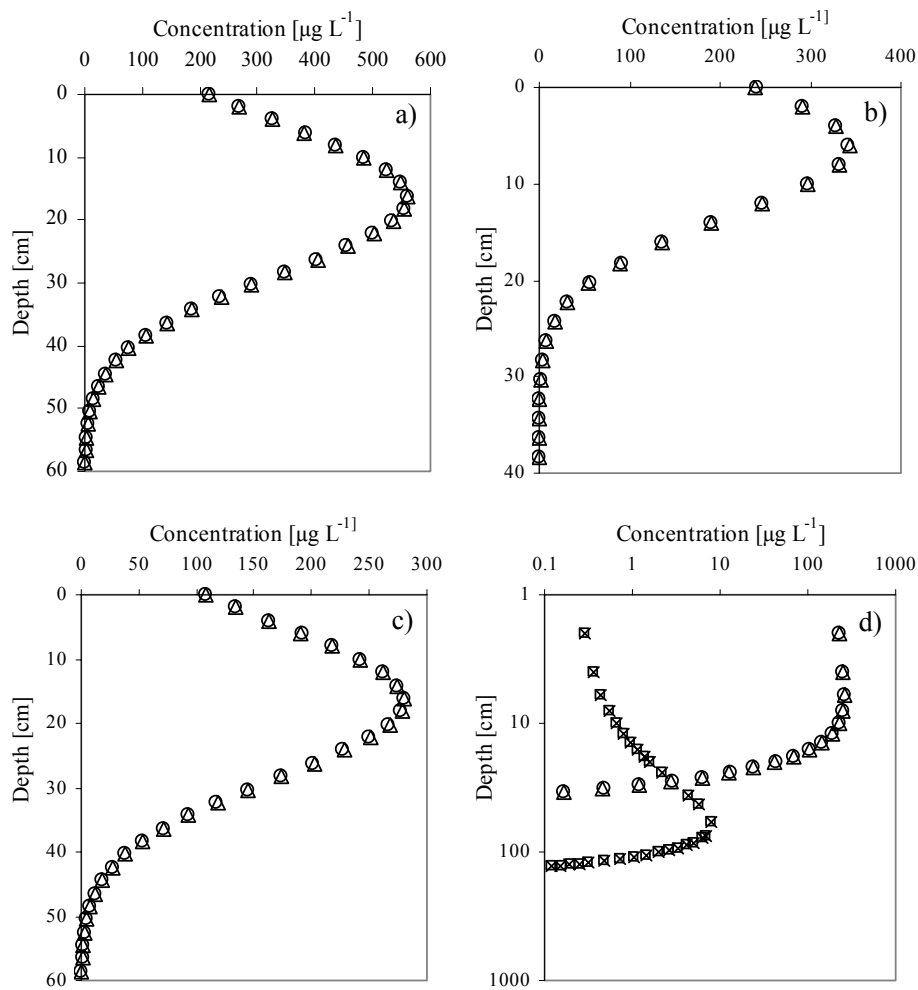 Concentration [µg L-1]
0 100 200 300 400 500 600
Depth [cm]
0
10
20
30
40
50
60
a)
Concentration [µg L-1]
0 100 200 300 400
Depth [cm]
0
10
20
30
40
b)
Concentration [µg L-1]
0 50 100 150 200 250 300
Depth [cm]
0
10
20
30
40
50
60
c)
Concentration [µg L-1]
0.1 1 10 100 1000
Depth [cm]
1
10
100
1000
d)